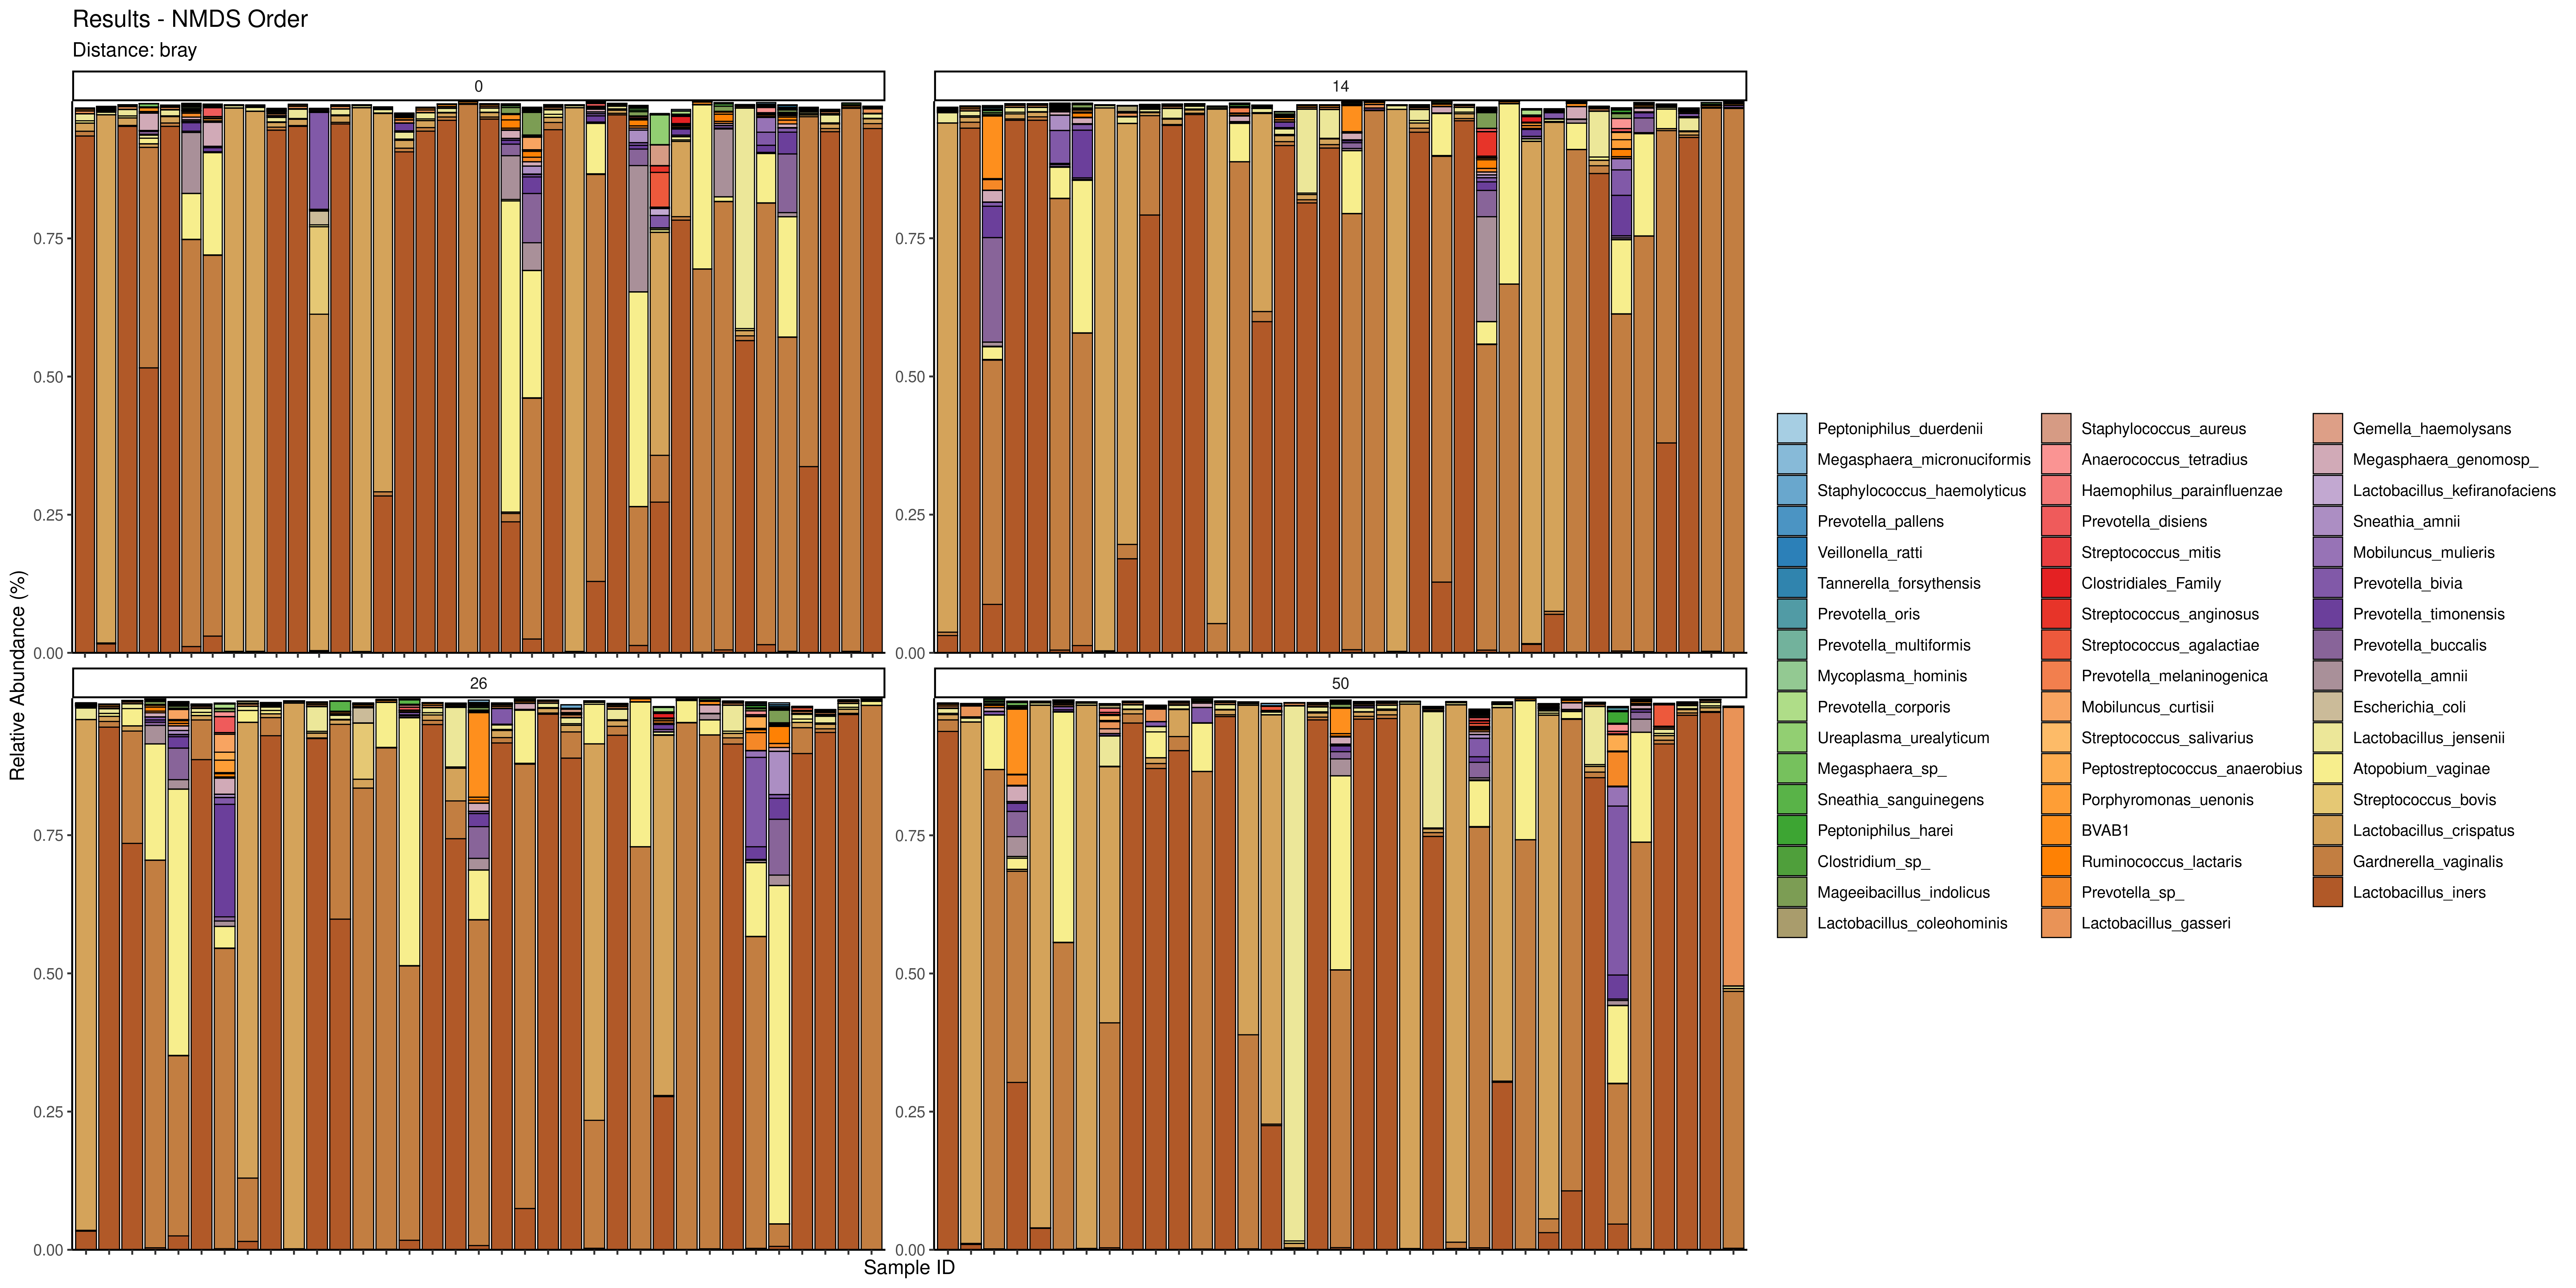 Results - NMDS Order
Distance: bray
0
14
0.75
0.50
0.25
0.00
0.75
0.50
0.25
0.00
26
50
0.75
0.50
0.25
0.00
0.75
0.50
0.25
0.00
Relative Abundance (%)
Sample ID
Peptoniphilus_duerdenii
Megasphaera_micronuciformis
Staphylococcus_haemolyticus
Prevotella_pallens
Veillonella_ratti
Tannerella_forsythensis
Prevotella_oris
Prevotella_multiformis
Mycoplasma_hominis
Prevotella_corporis
Ureaplasma_urealyticum
Megasphaera_sp_
Sneathia_sanguinegens
Peptoniphilus_harei
Clostridium_sp_
Mageeibacillus_indolicus
Lactobacillus_coleohominis
Staphylococcus_aureus
Anaerococcus_tetradius
Haemophilus_parainfluenzae
Prevotella_disiens
Streptococcus_mitis
Clostridiales_Family
Streptococcus_anginosus
Streptococcus_agalactiae
Prevotella_melaninogenica
Mobiluncus_curtisii
Streptococcus_salivarius
Peptostreptococcus_anaerobius
Porphyromonas_uenonis
BVAB1
Ruminococcus_lactaris
Prevotella_sp_
Lactobacillus_gasseri
Gemella_haemolysans
Megasphaera_genomosp_
Lactobacillus_kefiranofaciens
Sneathia_amnii
Mobiluncus_mulieris
Prevotella_bivia
Prevotella_timonensis
Prevotella_buccalis
Prevotella_amnii
Escherichia_coli
Lactobacillus_jensenii
Atopobium_vaginae
Streptococcus_bovis
Lactobacillus_crispatus
Gardnerella_vaginalis
Lactobacillus_iners